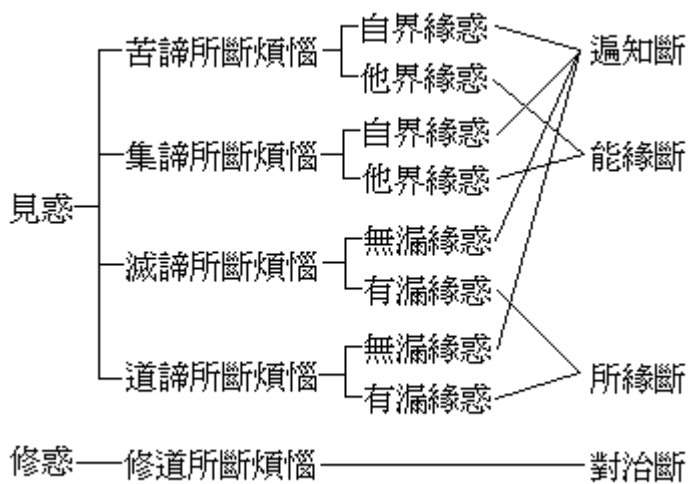 自界緣惑
苦諦所斷煩惱
遍知斷
他界緣惑
自界緣惑
集諦所斷煩惱
能緣斷
他界緣惑
見惑
無漏緣惑
滅諦所斷煩惱
有漏緣惑
無漏緣惑
道諦所斷煩惱
所緣斷
有漏緣惑
修惑
修道所斷煩惱
對治斷